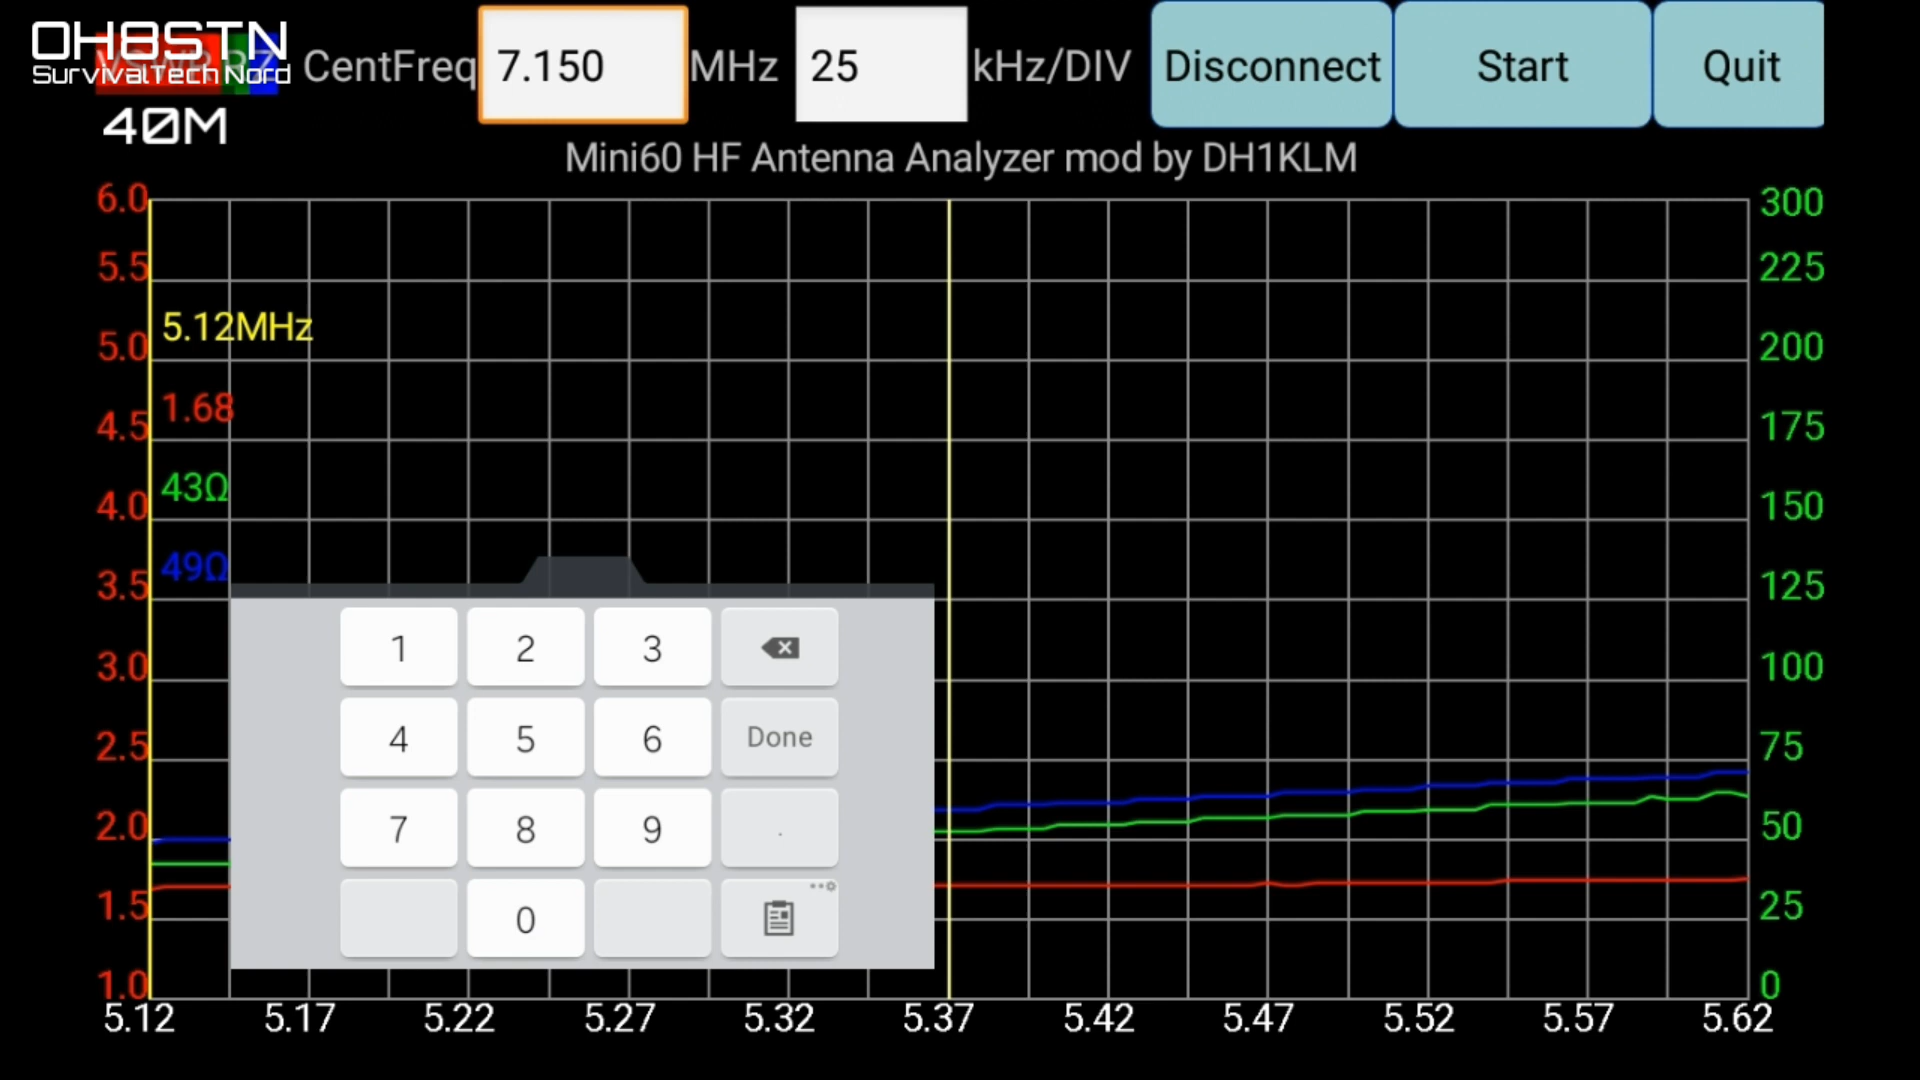 OH8STN
SurvivalTech Nord
40M
CentFreq 7.150 MHz 25 kHz/DIV Disconnect Start Quit
Mini60 HF Antenna Analyzer mod by DH1KLM
6.0 300
5.5 225
5.12MHz
5.0 200
1.68
4.5 175
43Ω
4.0 150
49Ω
3.5 125
1 2 3
3.0 100
4 5 6 Done
2.5 75
7 8 9 .
2.0 50
1.5 25
0
1.0 0
5.12 5.17 5.22 5.27 5.32 5.37 5.42 5.47 5.52 5.57 5.62